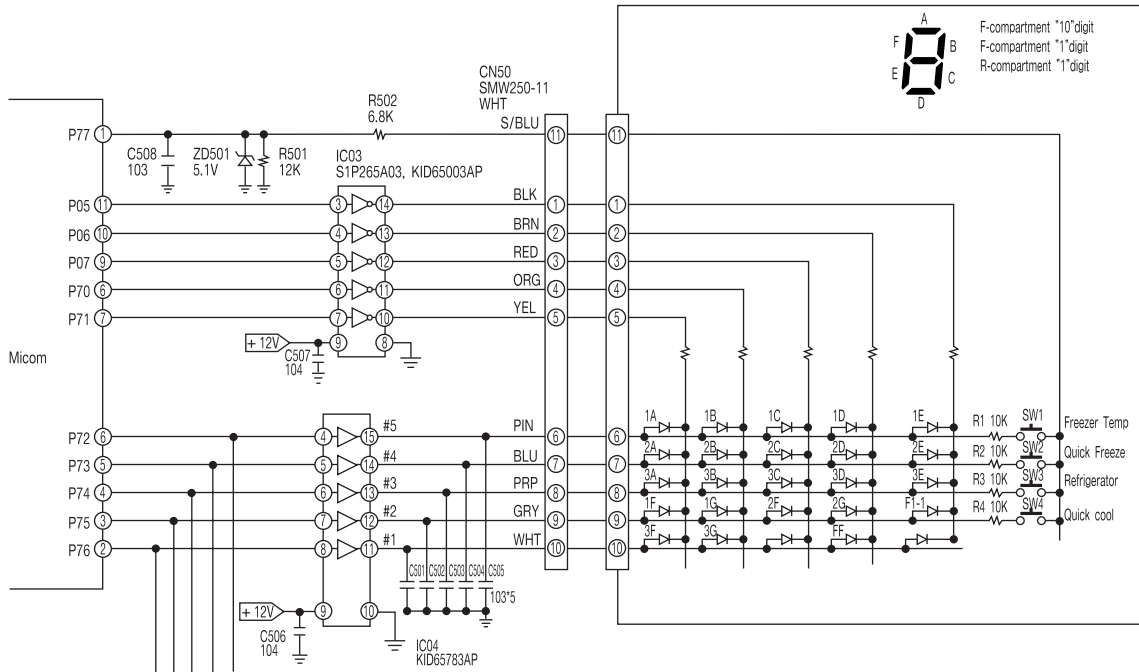 A
F
B
E
C
D
F-compartment "10"digit
F-compartment "1"digit
R-compartment "1"digit
CN50
SMW250-11
WHT
R502
6.8K
S/BLU
P77 1
11 11
C508
103
ZD501
5.1V
R501
12K
IC03
S1P265A03, KID65003AP
P05 11 3 14 BLK 1 1
P06 10 4 13 BRN 2 2
P07 9 5 12 RED 3 3
P70 6 6 11 ORG 4 4
P71 7 7 10 YEL 5 5
+ 12V 9 8
C507
104
Micom
1A 1B 1C 1D 1E R1 10K SW1 Freezer Temp
P72 6 4 15 #5 PIN 6 6
2A 2B 2C 2D 2E R2 10K SW2 Quick Freeze
P73 5 5 14 #4 BLU 7 7
3A 3B 3C 3D 3E R3 10K SW3 Refrigerator
P74 4 6 13 #3 PRP 8 8
1F 1G 2F 2G F1-1 R4 10K SW4 Quick cool
P75 3 7 12 #2 GRY 9 9
3F 3G FF
P76 2 8 11 #1 WHT 10 10
C501 C502 C503 C504 C505
103*5
+ 12V 9 10
C506
104
IC04
KID65783AP